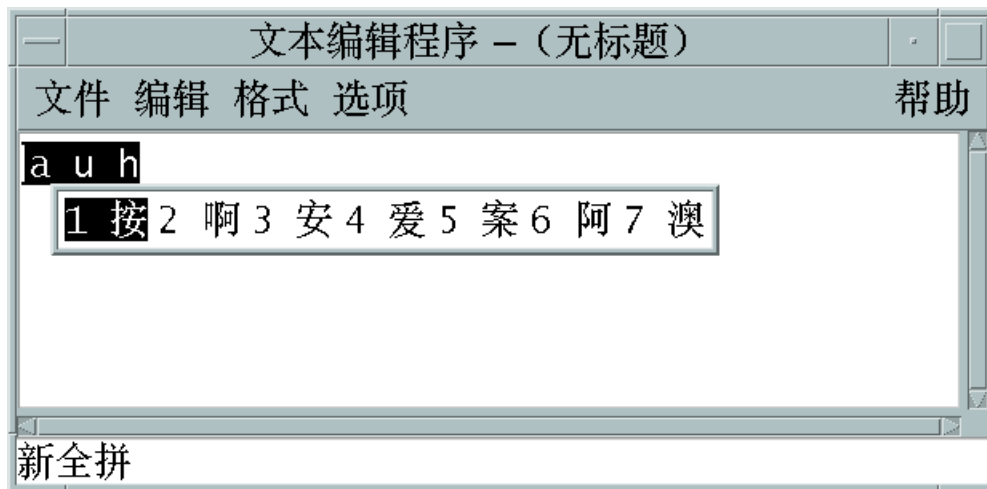 文本编辑程序 – （无标题）
文件 编辑 格式 选项 帮助
a u h
1 按 2 啊 3 安 4 爱 5 案 6 阿 7 澳
新全拼